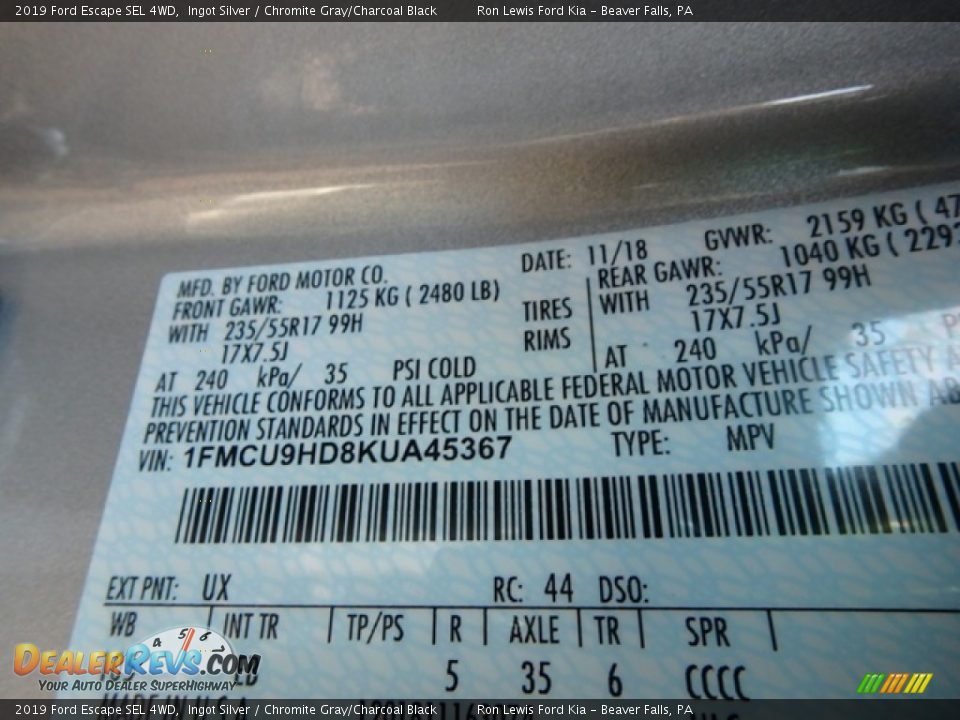 2019 Ford Escape SEL 4WD, Ingot Silver / Chromite Gray/Charcoal Black Ron Lewis Ford Kia - Beaver Falls, PA
MFD. BY FORD MOTOR CO. DATE: 11/18 GVWR: 2159 KG ( 47
FRONT GAWR: 1125 KG ( 2480 LB) REAR GAWR: 1040 KG ( 2293
WITH 235/55R17 99H TIRES WITH 235/55R17 99H
17X7.5J RIMS 17X7.5J
AT 240 kPa/ 35 PSI COLD AT 240 kPa/ 35
THIS VEHICLE CONFORMS TO ALL APPLICABLE FEDERAL MOTOR VEHICLE SAFETY
PREVENTION STANDARDS IN EFFECT ON THE DATE OF MANUFACTURE SHOWN AB
VIN: 1FMCU9HD8KUA45367 TYPE: MPV
EXT PNT: UX RC: 44 DSO:
WB INT TR TP/PS R AXLE TR SPR
5 35 6 CCCC
4 5 6
DealerRevs.com
Your Auto Dealer SuperHighway
2019 Ford Escape SEL 4WD, Ingot Silver / Chromite Gray/Charcoal Black Ron Lewis Ford Kia - Beaver Falls, PA